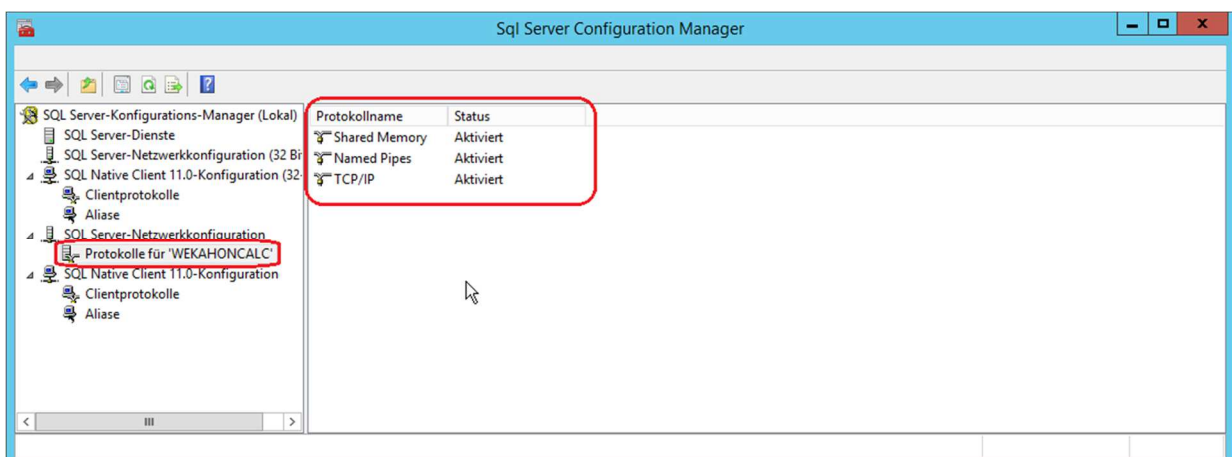 Sql Server Configuration Manager
SQL Server-Konfigurations-Manager (Lokal)
SQL Server-Dienste
SQL Server-Netzwerkkonfiguration (32 Bi
SQL Native Client 11.0-Konfiguration (32-
Clientprotokolle
Aliase
SQL Server-Netzwerkkonfiguration
Protokolle für 'WEKAHONCALC'
SQL Native Client 11.0-Konfiguration
Clientprotokolle
Aliase
Protokollname Status
Shared Memory Aktiviert
Named Pipes Aktiviert
TCP/IP Aktiviert